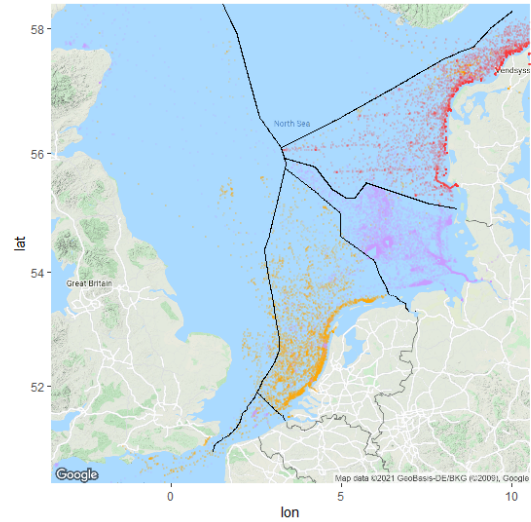 58
Vendsyss
North Sea
56
lat
54
Great Britain
52
Google
Map data ©2021 GeoBasis-DE/BKG (©2009), Google
0
5
10
lon